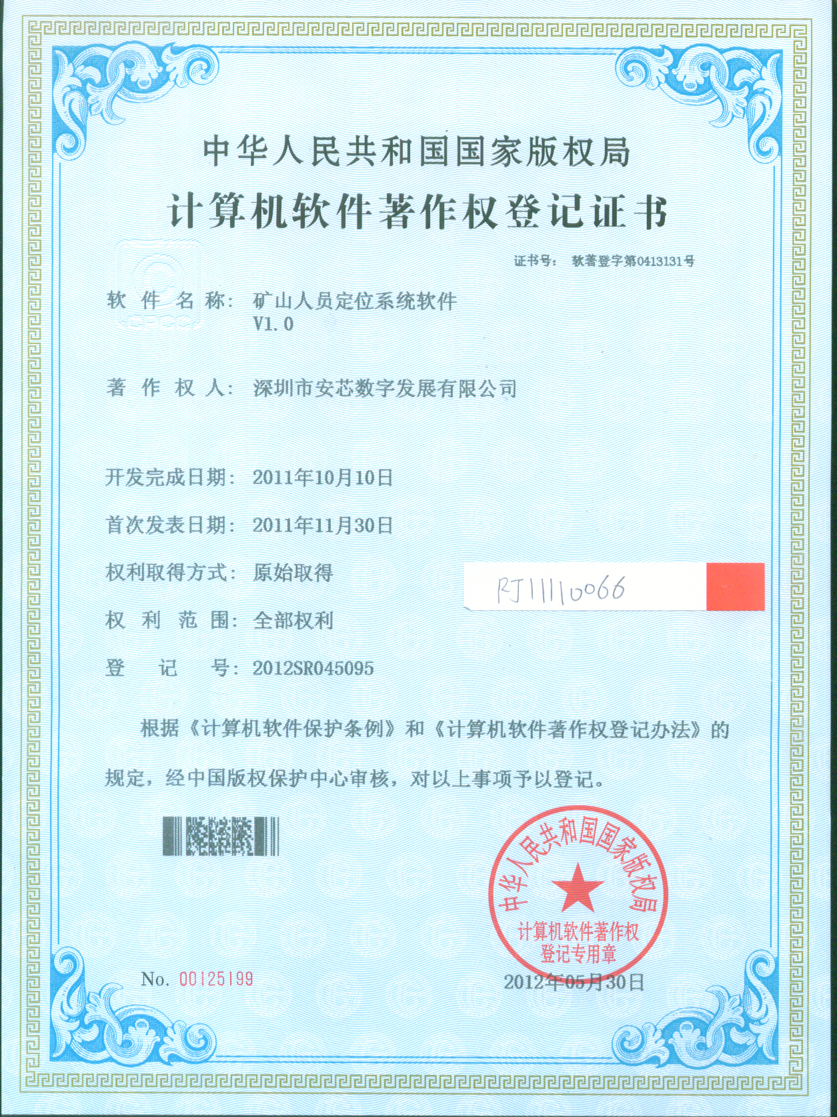 中华人民共和国国家版权局
计算机软件著作权登记证书
证书号: 软著登字第0413131号
CPCC
软件名称: 矿山人员定位系统软件
V1.0
著作权人: 深圳市安芯数字发展有限公司
开发完成日期: 2011年10月10日
首次发表日期: 2011年11月30日
权利取得方式: 原始取得
RJ11110066
权利范围: 全部权利
登记号: 2012SR045095
根据《计算机软件保护条例》和《计算机软件著作权登记办法》的
规定，经中国版权保护中心审核，对以上事项予以登记。
中华人民共和国国家版权局
计算机软件著作权
登记专用章
No. 00125199
2012年05月30日